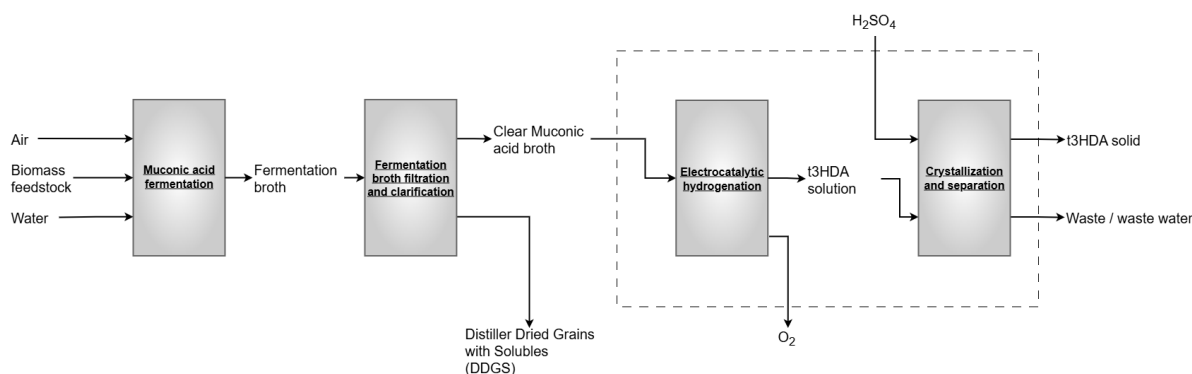 H₂SO₄
Air
Biomass
feedstock
Water
Muconic acid
fermentation
Fermentation
broth
Fermentation
broth filtration
and clarification
Clear Muconic
acid broth
Distiller Dried Grains
with Solubles
(DDGS)
Electrocatalytic
hydrogenation
t3HDA
solution
O₂
Crystallization
and separation
t3HDA solid
Waste / waste water